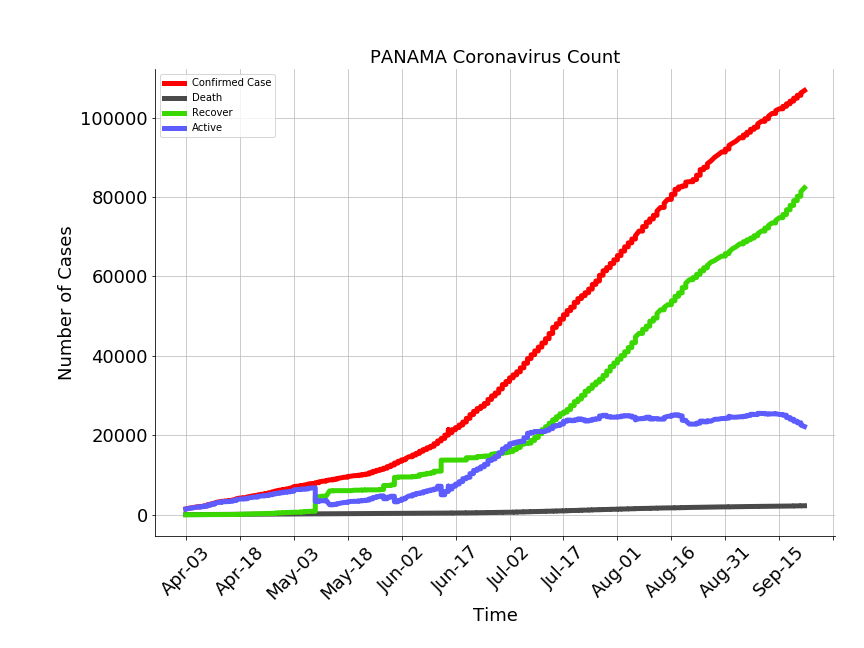 PANAMA Coronavirus Count
Confirmed Case
Death
Recover
Active
100000
80000
60000
40000
20000
0
Number of Cases
Apr-03
Apr-18
May-03
May-18
Jun-02
Jun-17
Jul-02
Jul-17
Aug-01
Aug-16
Aug-31
Sep-15
Time